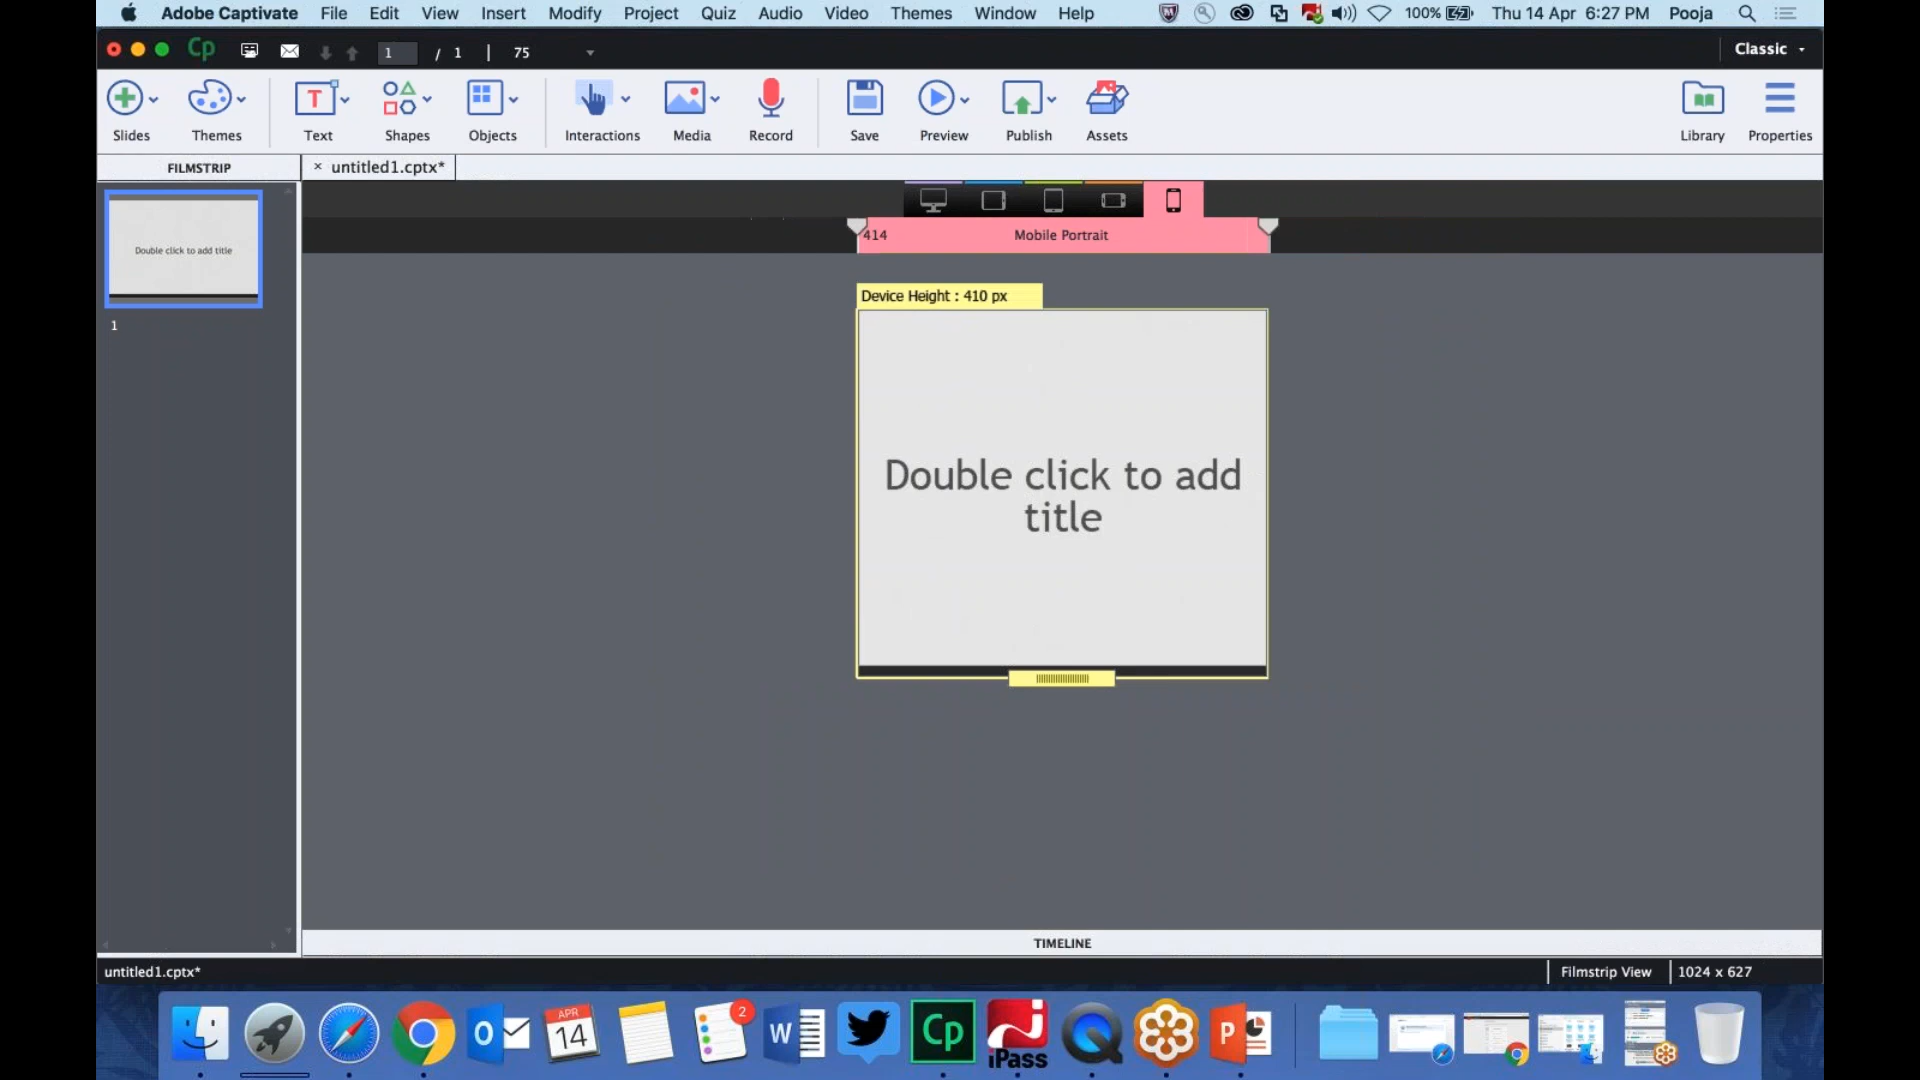 Adobe Captivate File Edit View Insert Modify Project Quiz Audio Video Themes Window Help 100% Thu 14 Apr 6:27 PM Pooja
Cp 1 / 1 | 75 Classic
Slides Themes Text Shapes Objects Interactions Media Record Save Preview Publish Assets Library Properties
FILMSTRIP × untitled1.cptx*
414 Mobile Portrait
Double click to add title
1
Device Height : 410 px
Double click to add
title
TIMELINE
untitled1.cptx* Filmstrip View 1024 x 627
APR
14
2
Cp
iPass